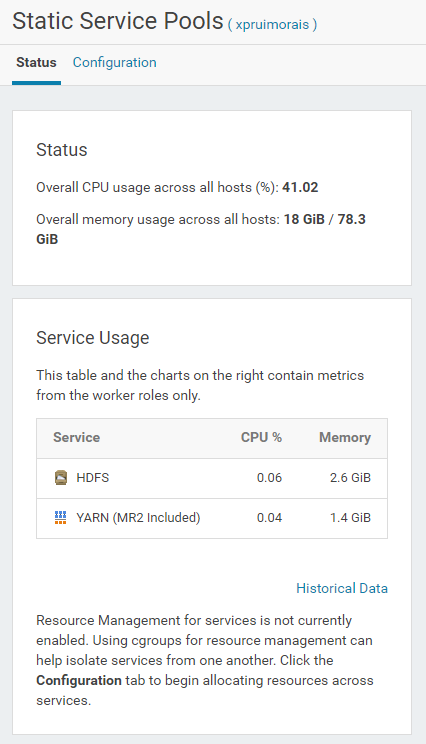 Static Service Pools ( xpruimorais )
Status Configuration
Status
Overall CPU usage across all hosts (%): 41.02
Overall memory usage across all hosts: 18 GiB / 78.3
GiB
Service Usage
This table and the charts on the right contain metrics
from the worker roles only.
Service CPU % Memory
HDFS 0.06 2.6 GiB
YARN (MR2 Included) 0.04 1.4 GiB
Historical Data
Resource Management for services is not currently
enabled. Using cgroups for resource management can
help isolate services from one another. Click the
Configuration tab to begin allocating resources across
services.